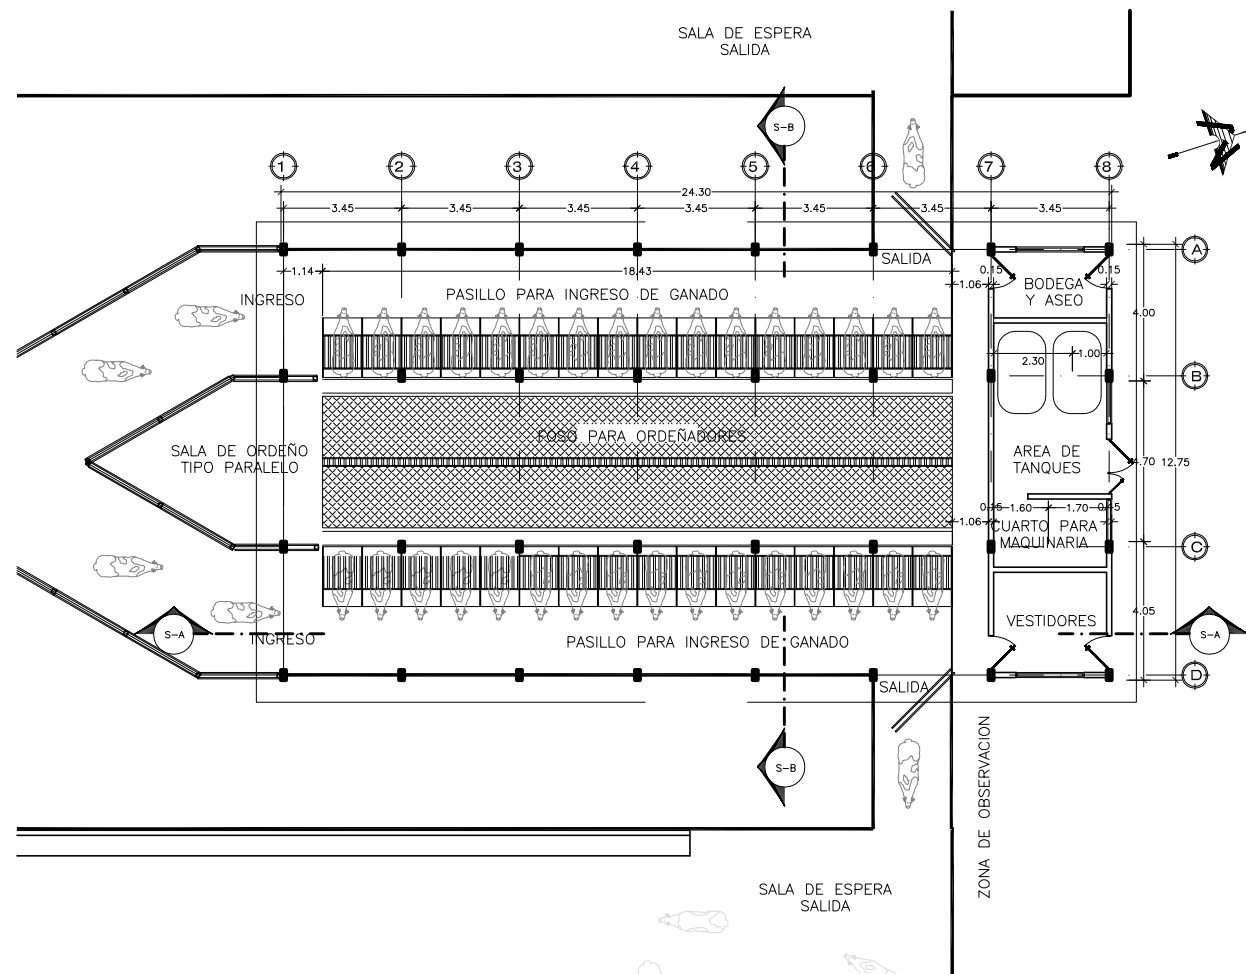 SALA DE ESPERA
SALIDA
S-B
1
2
3
4
5
6
7
8
24.30
3.45
3.45
3.45
3.45
3.45
3.45
3.45
A
SALIDA
1.14
18.43
0.15
0.15
1.06
INGRESO
PASILLO PARA INGRESO DE GANADO
BODEGA
Y ASEO
4.00
2.30
1.00
B
FOSO PARA ORDEÑADORES
SALA DE ORDEÑO
TIPO PARALELO
AREA DE
TANQUES
4.70
12.75
0.15
1.60
1.70
0.15
1.06
CUARTO PARA
MAQUINARIA
C
4.05
VESTIDORES
S-A
INGRESO
PASILLO PARA INGRESO DE GANADO
S-A
SALIDA
D
S-B
ZONA DE OBSERVACION
SALA DE ESPERA
SALIDA